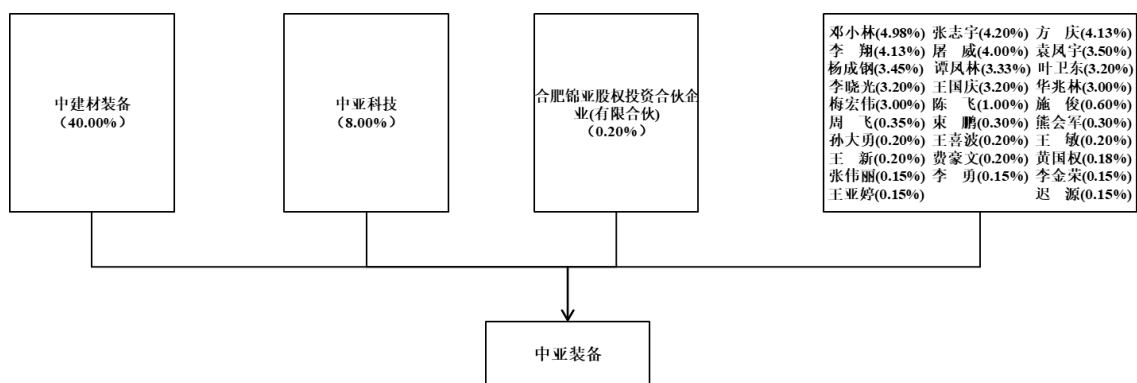 中建材装备
（40.00%）
中亚科技
（8.00%）
合肥锦亚股权投资合伙企
业(有限合伙)
（0.20%）
邓小林(4.98%) 张志宇(4.20%) 方　庆(4.13%)
李　翔(4.13%) 屠　威(4.00%) 袁凤宇(3.50%)
杨成钢(3.45%) 谭凤林(3.33%) 叶卫东(3.20%)
李晓光(3.20%) 王国庆(3.20%) 华兆林(3.00%)
梅宏伟(3.00%) 陈　飞(1.00%) 施　俊(0.60%)
周　飞(0.35%) 束　鹏(0.30%) 熊会军(0.30%)
孙大勇(0.20%) 王喜波(0.20%) 王　敏(0.20%)
王　新(0.20%) 费豪文(0.20%) 黄国权(0.18%)
张伟丽(0.15%) 李　勇(0.15%) 李金荣(0.15%)
王亚婷(0.15%) 迟　源(0.15%)
中亚装备